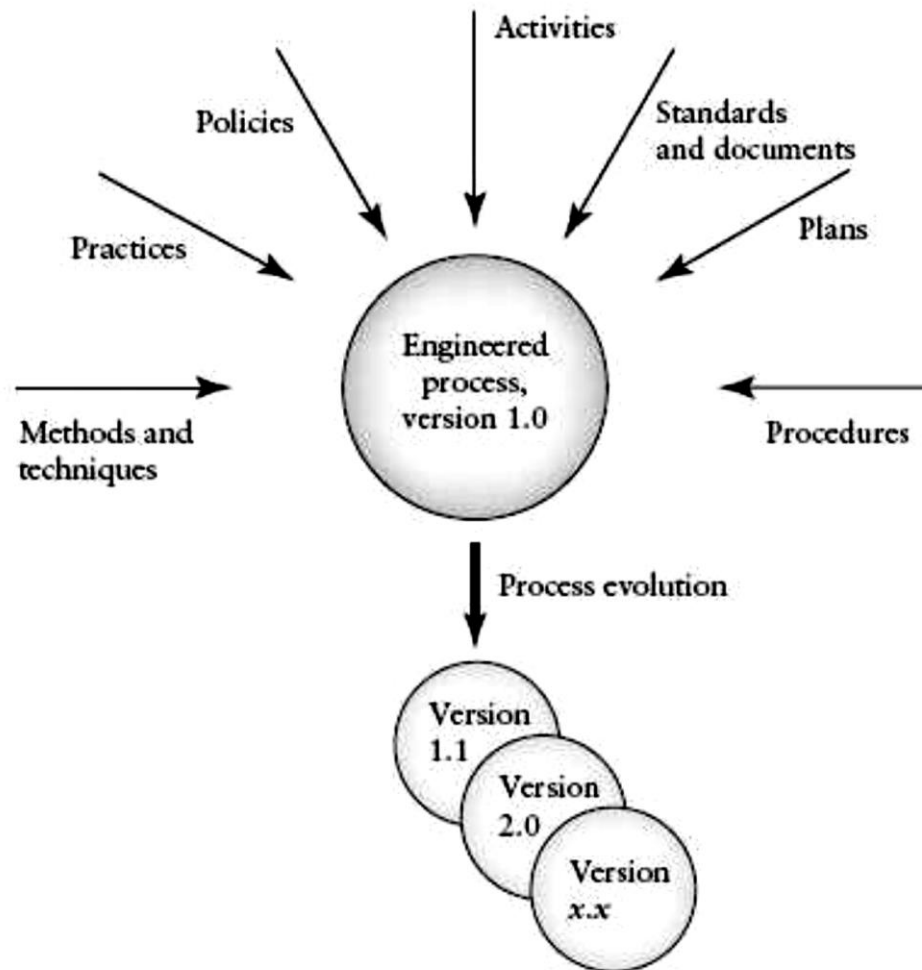 Activities
Policies
Standards
and documents
Practices
Plans
Engineered
process,
version 1.0
Methods and
techniques
Procedures
Process evolution
Version
1.1
Version
2.0
Version
x.x